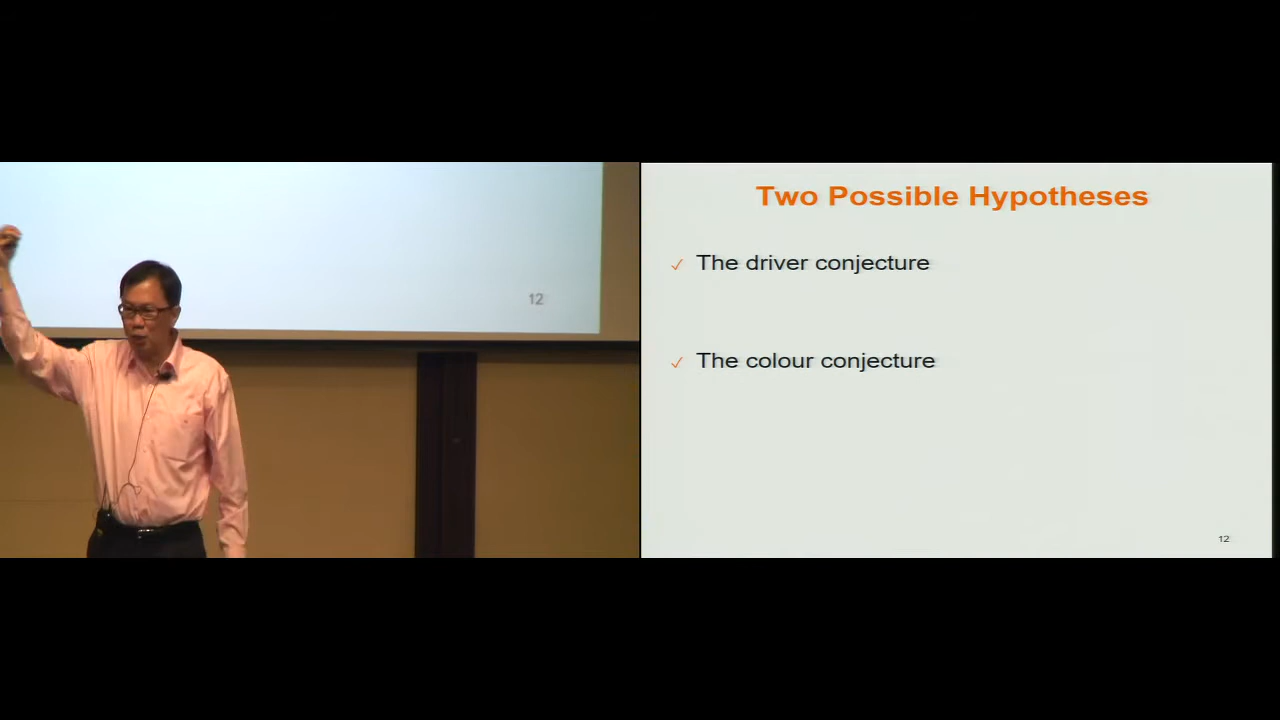 12
Two Possible Hypotheses
✓ The driver conjecture
✓ The colour conjecture
12